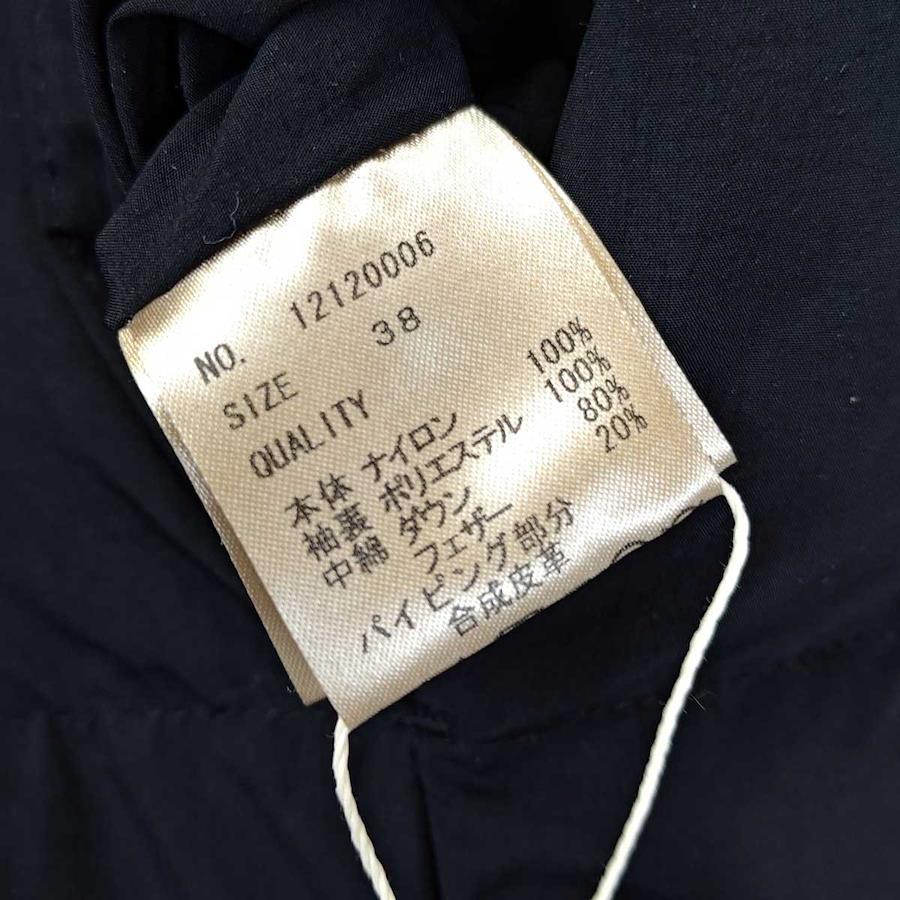 NO. 12120006
SIZE 38
QUALITY
本体 ナイロン 100%
袖裏 ポリエステル 100%
中綿 ダウン 80%
フェザー 20%
パイピング部分
合成皮革